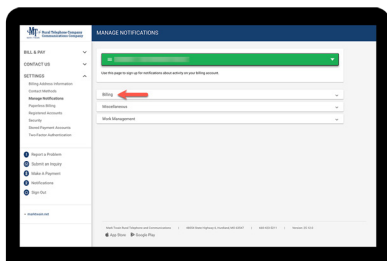 Rural Telephone Company
Communications Company
MANAGE NOTIFICATIONS
BILL & PAY
CONTACT US
SETTINGS
Billing Address Information
Contact Methods
Manage Notifications
Paperless Billing
Registered Accounts
Security
Stored Payment Accounts
Two-Factor Authentication
Report a Problem
Submit an Inquiry
Make A Payment
Notifications
Sign Out
Use this page to sign up for notifications about activity on your billing account.
Billing
Miscellaneous
Work Management
App Store
Google Play